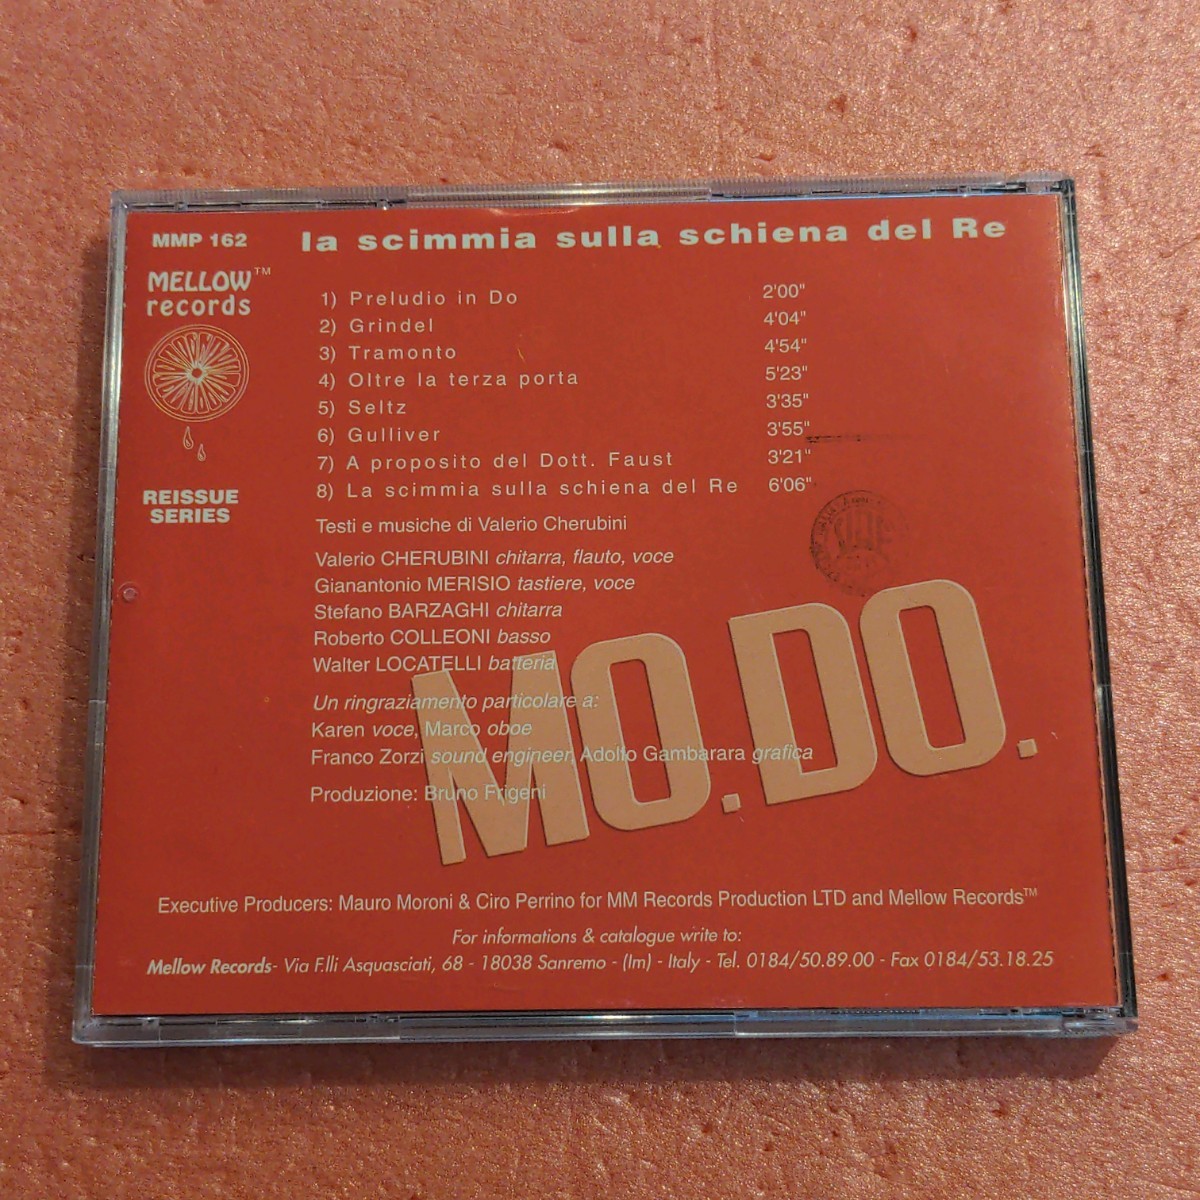 MMP 162
la scimmia sulla schiena del Re
MELLOW™
records
REISSUE
SERIES
1) Preludio in Do 2'00"
2) Grindel 4'04"
3) Tramonto 4'54"
4) Oltre la terza porta 5'23"
5) Seltz 3'35"
6) Gulliver 3'55"
7) A proposito del Dott. Faust 3'21"
8) La scimmia sulla schiena del Re 6'06"
Testi e musiche di Valerio Cherubini
Valerio CHERUBINI chitarra, flauto, voce
Gianantonio MERISIO tastiere, voce
Stefano BARZAGHI chitarra
Roberto COLLEONI basso
Walter LOCATELLI batteria
Un ringraziamento particolare a:
Karen voce, Marco oboe
Franco Zorzi sound engineer, Adolfo Gambarara grafica
Produzione: Bruno Frigeni
MO.DO.
Executive Producers: Mauro Moroni & Ciro Perrino for MM Records Production LTD and Mellow Records™
For informations & catalogue write to:
Mellow Records- Via F.lli Asquasciati, 68 - 18038 Sanremo - (Im) - Italy - Tel. 0184/50.89.00 - Fax 0184/53.18.25